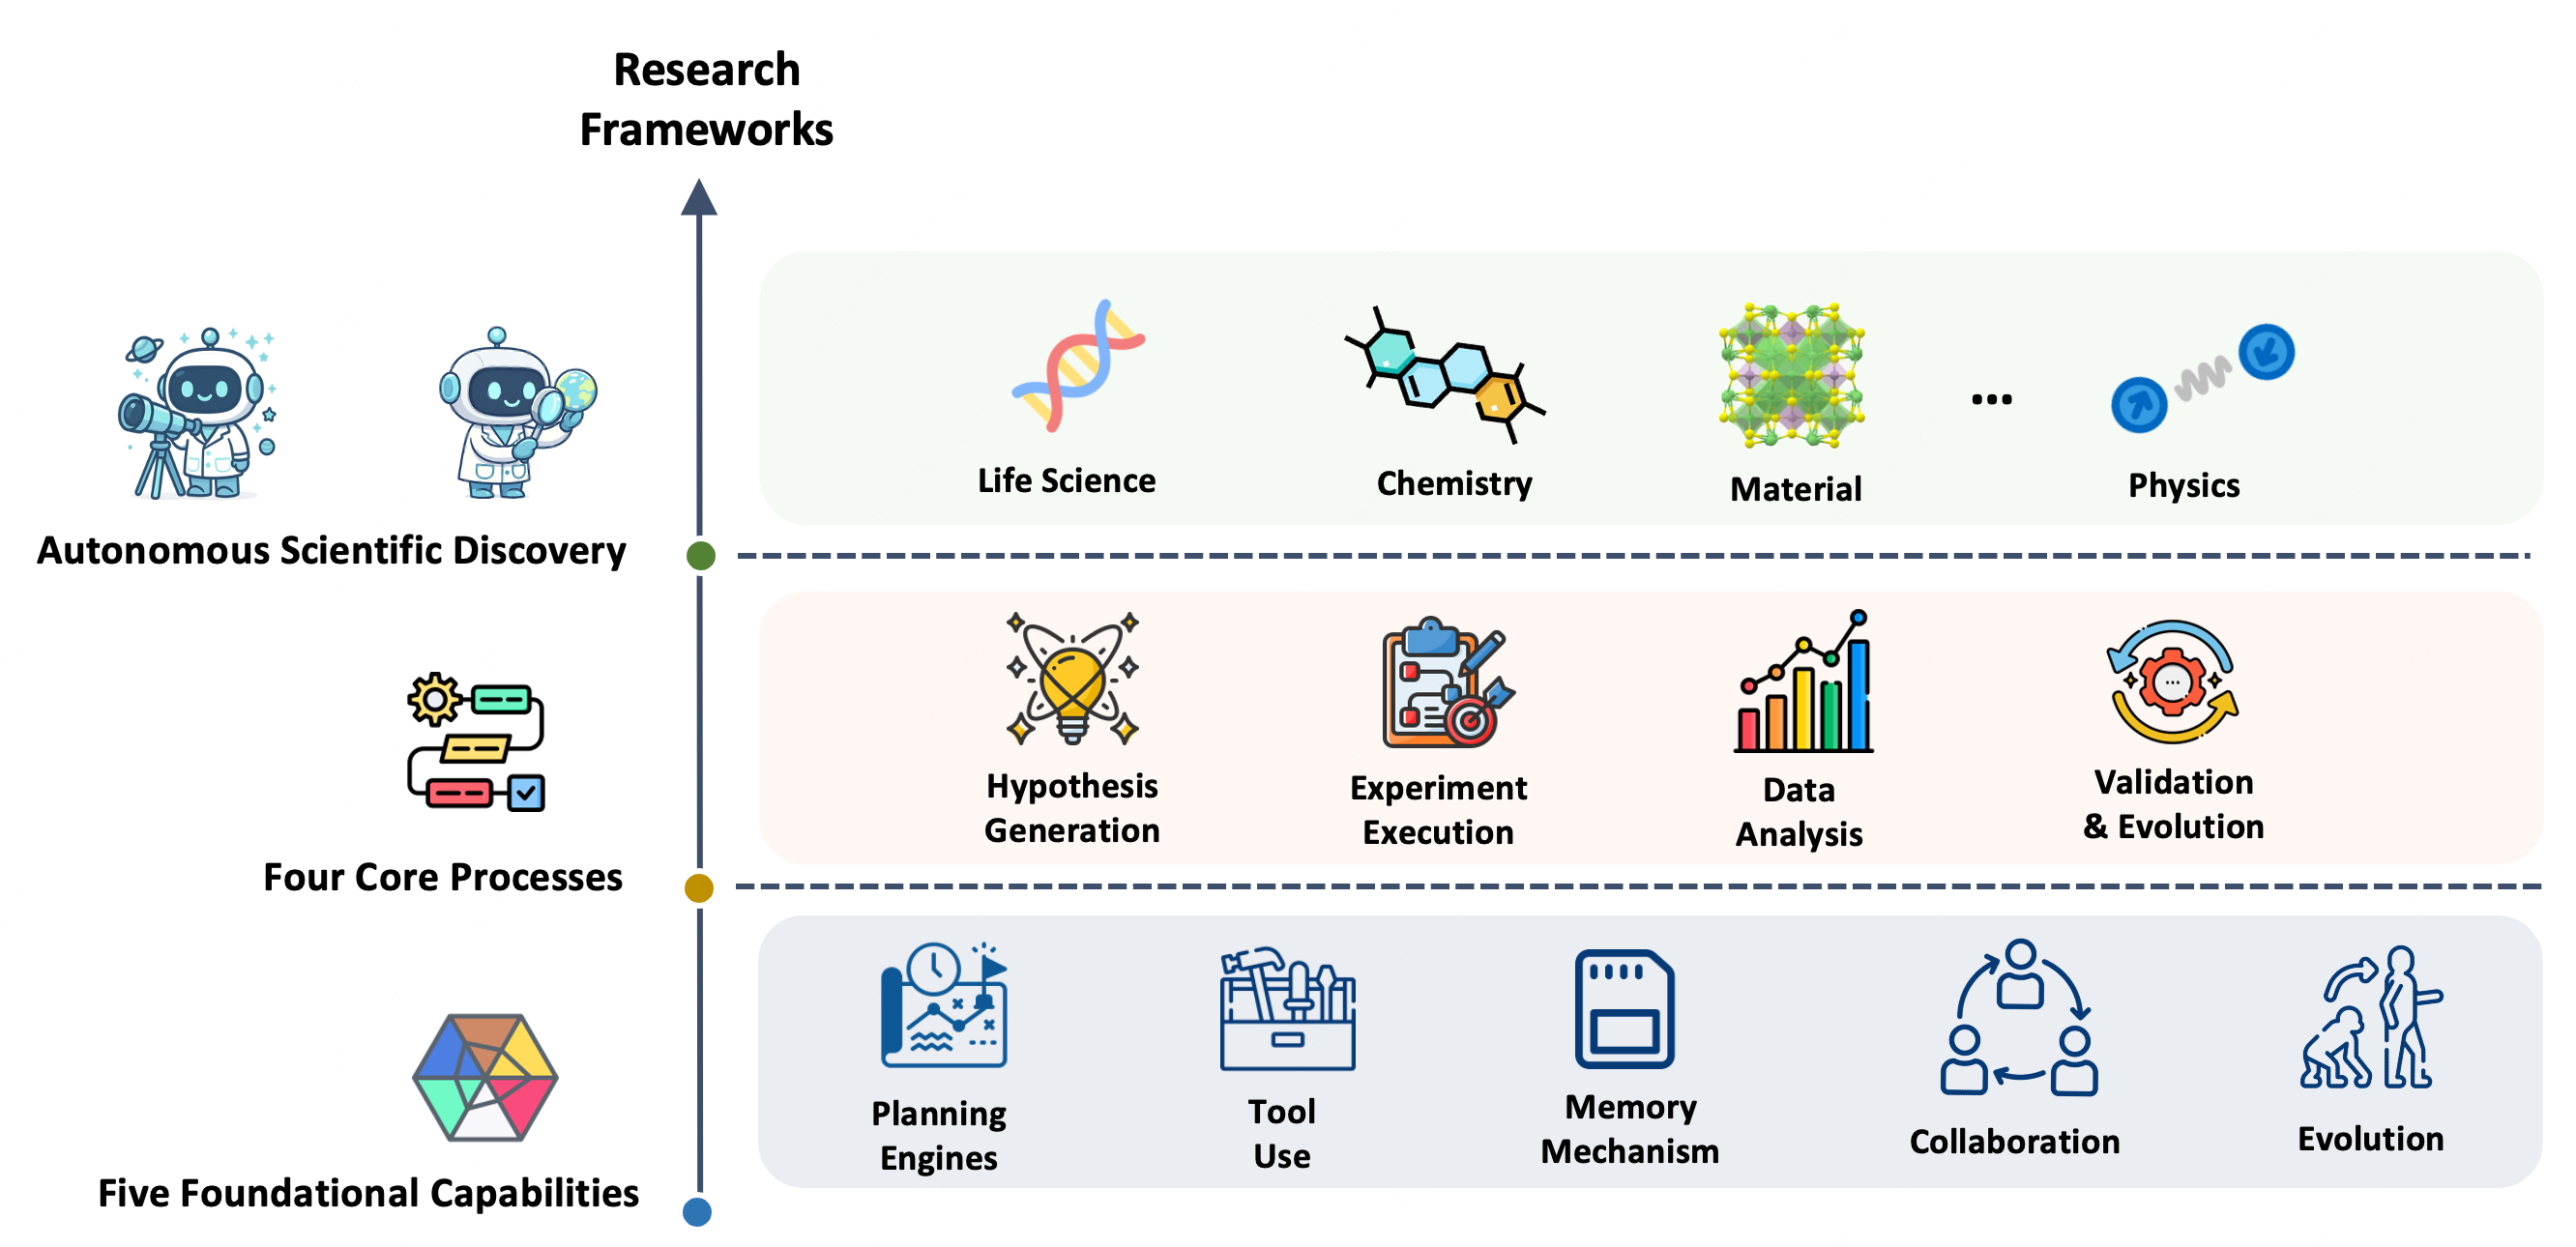 Research
Frameworks
Life Science
Chemistry
Material
...
Physics
Autonomous Scientific Discovery
Hypothesis
Generation
Experiment
Execution
Data
Analysis
Validation
& Evolution
Four Core Processes
Planning
Engines
Tool
Use
Memory
Mechanism
Collaboration
Evolution
Five Foundational Capabilities